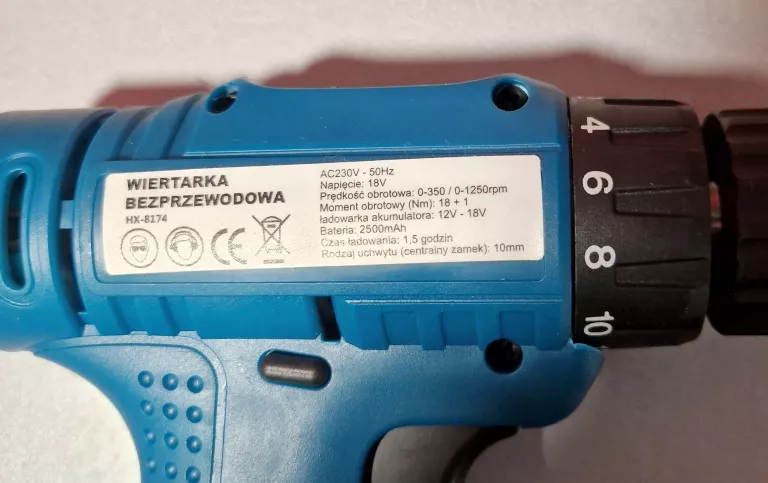 WIERTARKA
BEZPRZEWODOWA
HX-8174
CE
AC230V - 50Hz
Napięcie: 18V
Prędkość obrotowa: 0-350 / 0-1250rpm
Moment obrotowy (Nm): 18 + 1
ładowarka akumulatora: 12V - 18V
Bateria: 2500mAh
Czas ładowania: 1,5 godzin
Rodzaj uchwytu (centralny zamek): 10mm
4
6
8
10